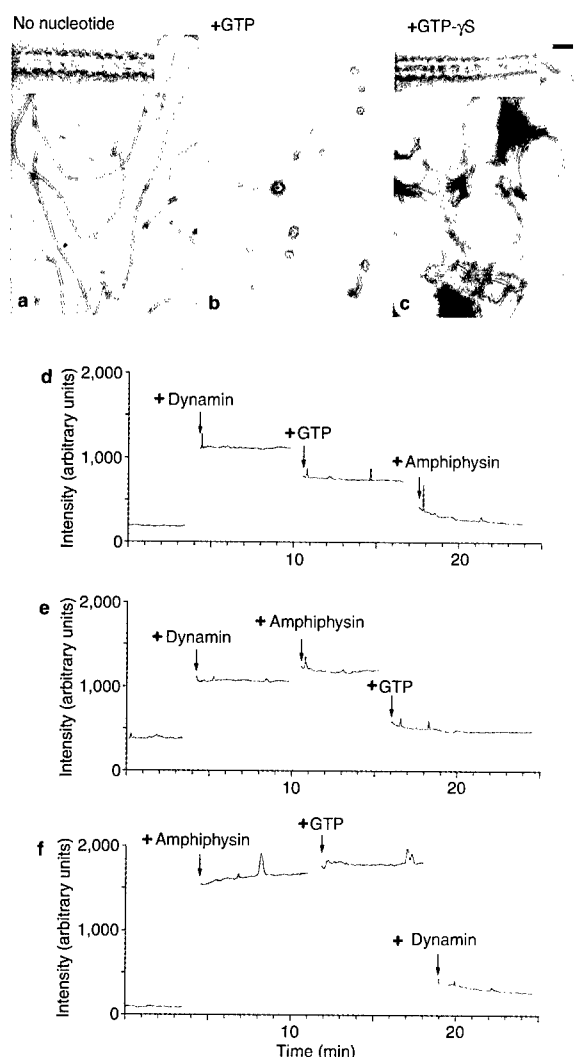 No nucleotide +GTP +GTP-γS
a b c
d
2,000
1,000
0
Intensity (arbitrary units)
+ Dynamin
+ GTP
+ Amphiphysin
10 20
e
2,000
1,000
0
Intensity (arbitrary units)
+ Dynamin
+ Amphiphysin
+ GTP
10 20
f
2,000
1,000
0
Intensity (arbitrary units)
+ Amphiphysin
+ GTP
+ Dynamin
10 20
Time (min)